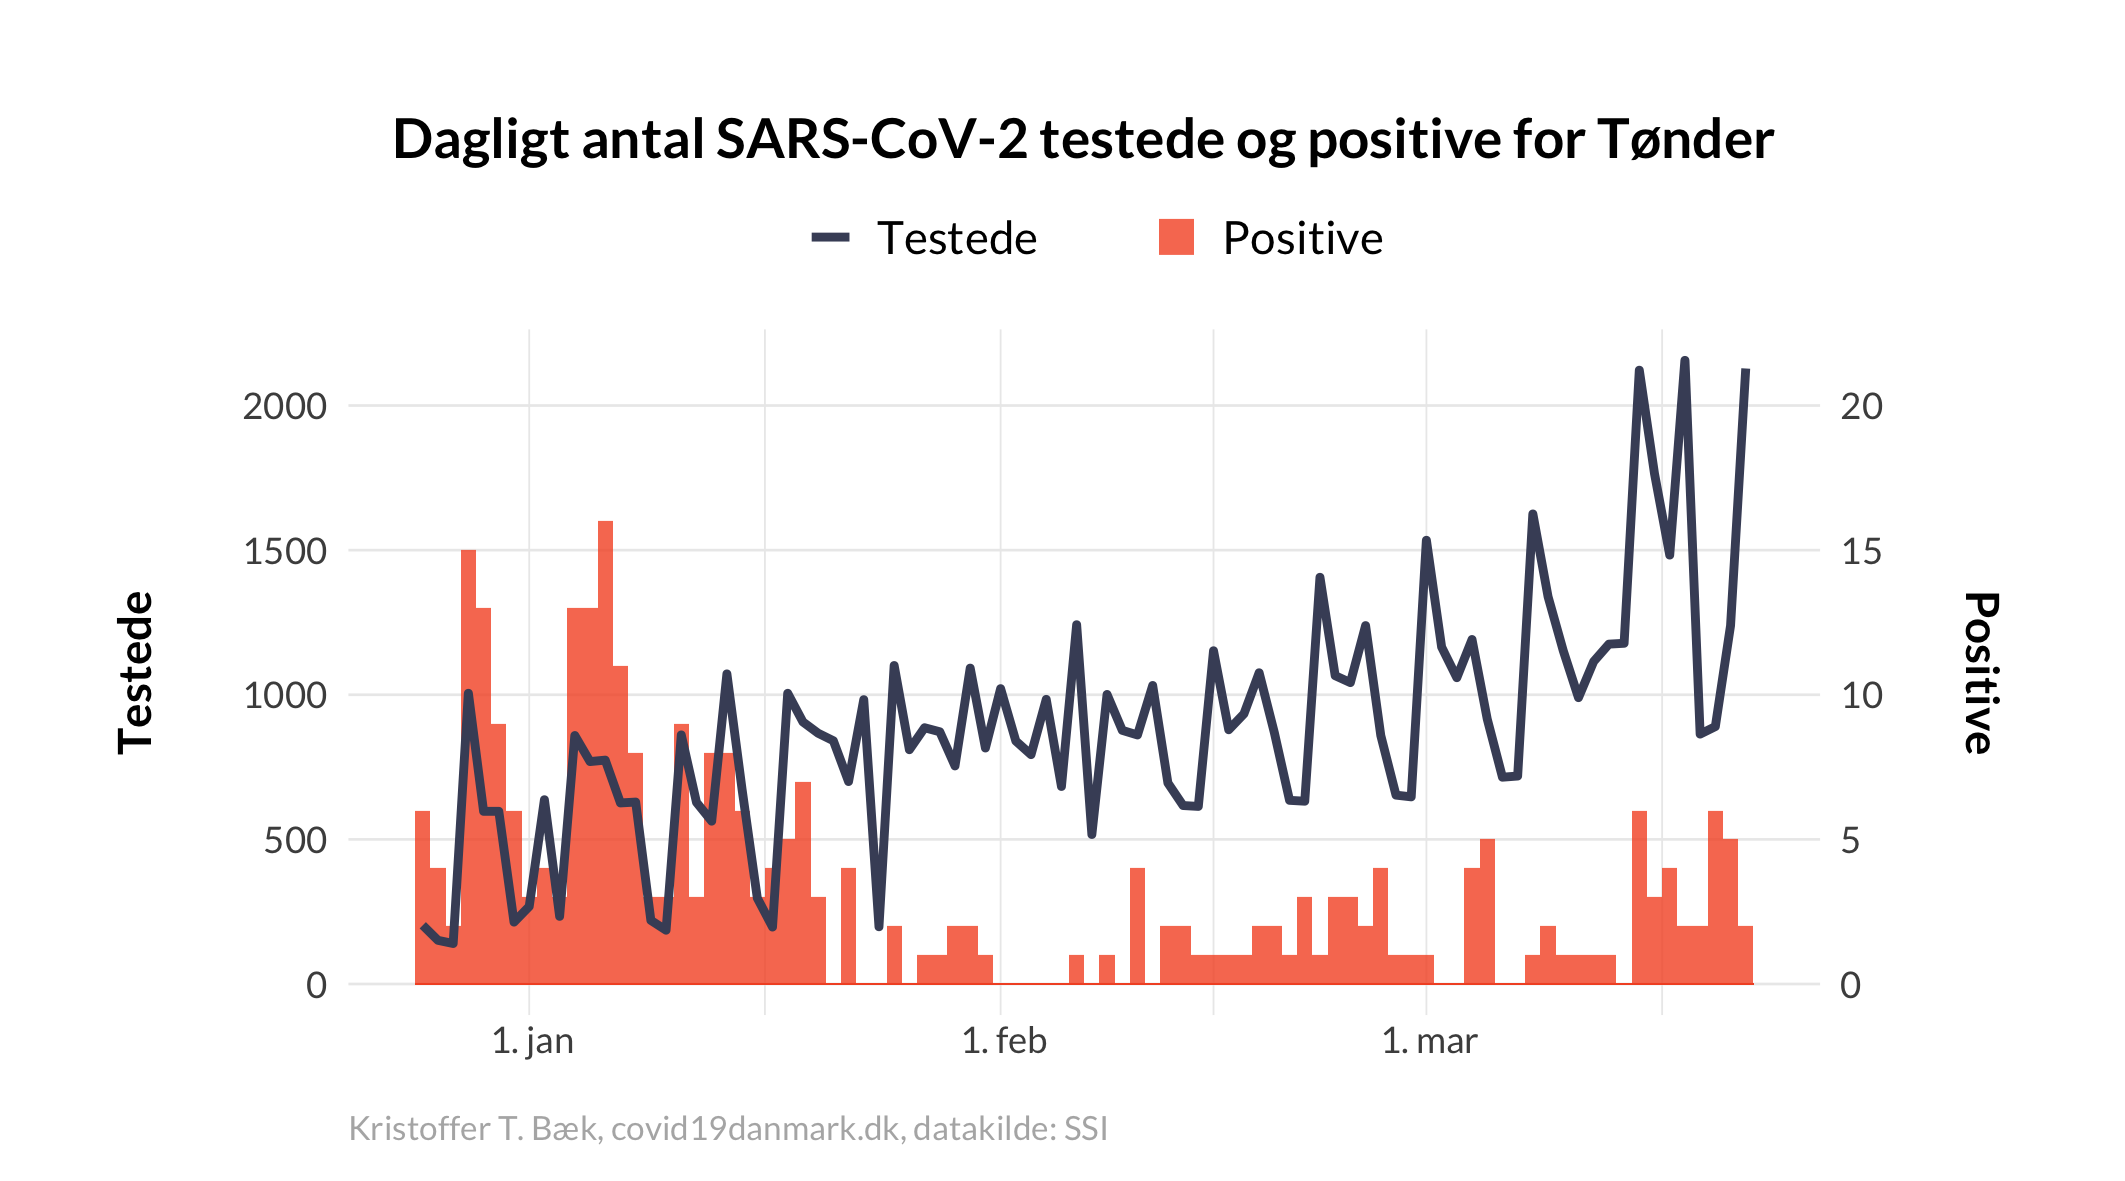 Dagligt antal SARS-CoV-2 testede og positive for Tønder
Testede
Positive
2000
1500
1000
500
0
20
15
10
5
0
Testede
Positive
1. jan
1. feb
1. mar
Kristoffer T. Bæk, covid19danmark.dk, datakilde: SSI